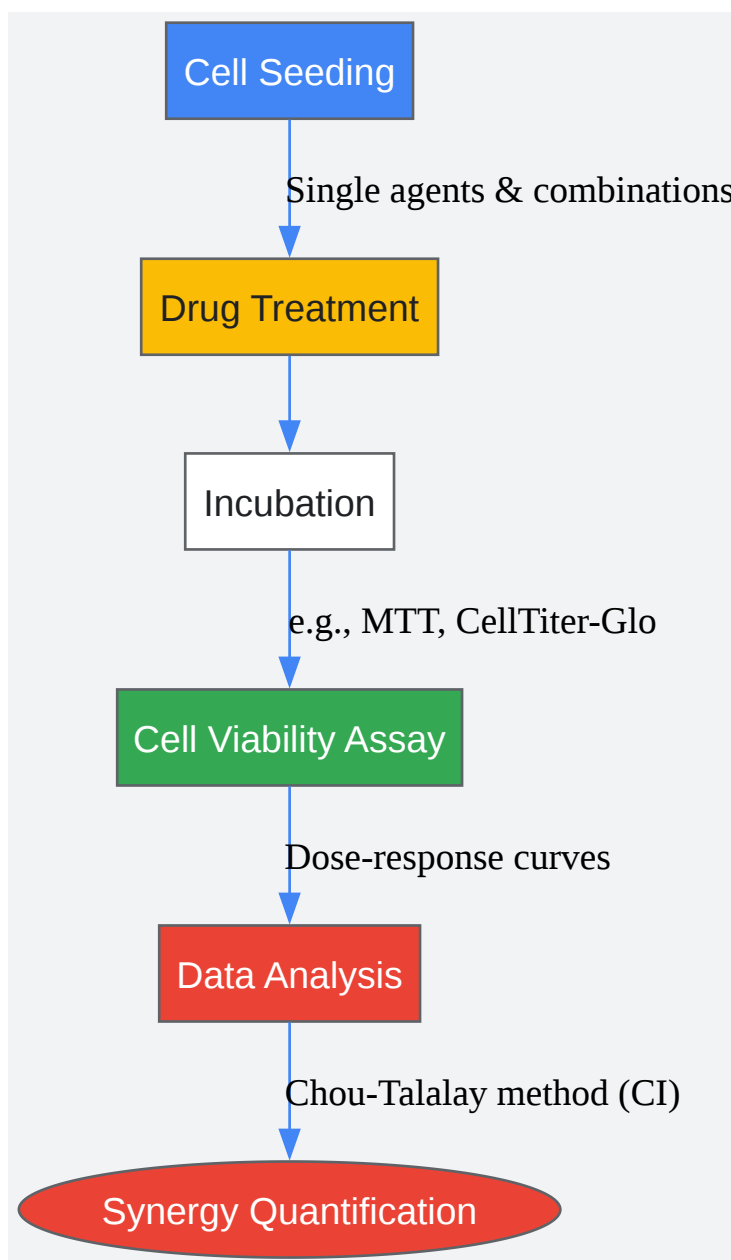 Cell Seeding
Single agents & combinations
Drug Treatment
Incubation
e.g., MTT, CellTiter-Glo
Cell Viability Assay
Dose-response curves
Data Analysis
Chou-Talalay method (CI)
Synergy Quantification